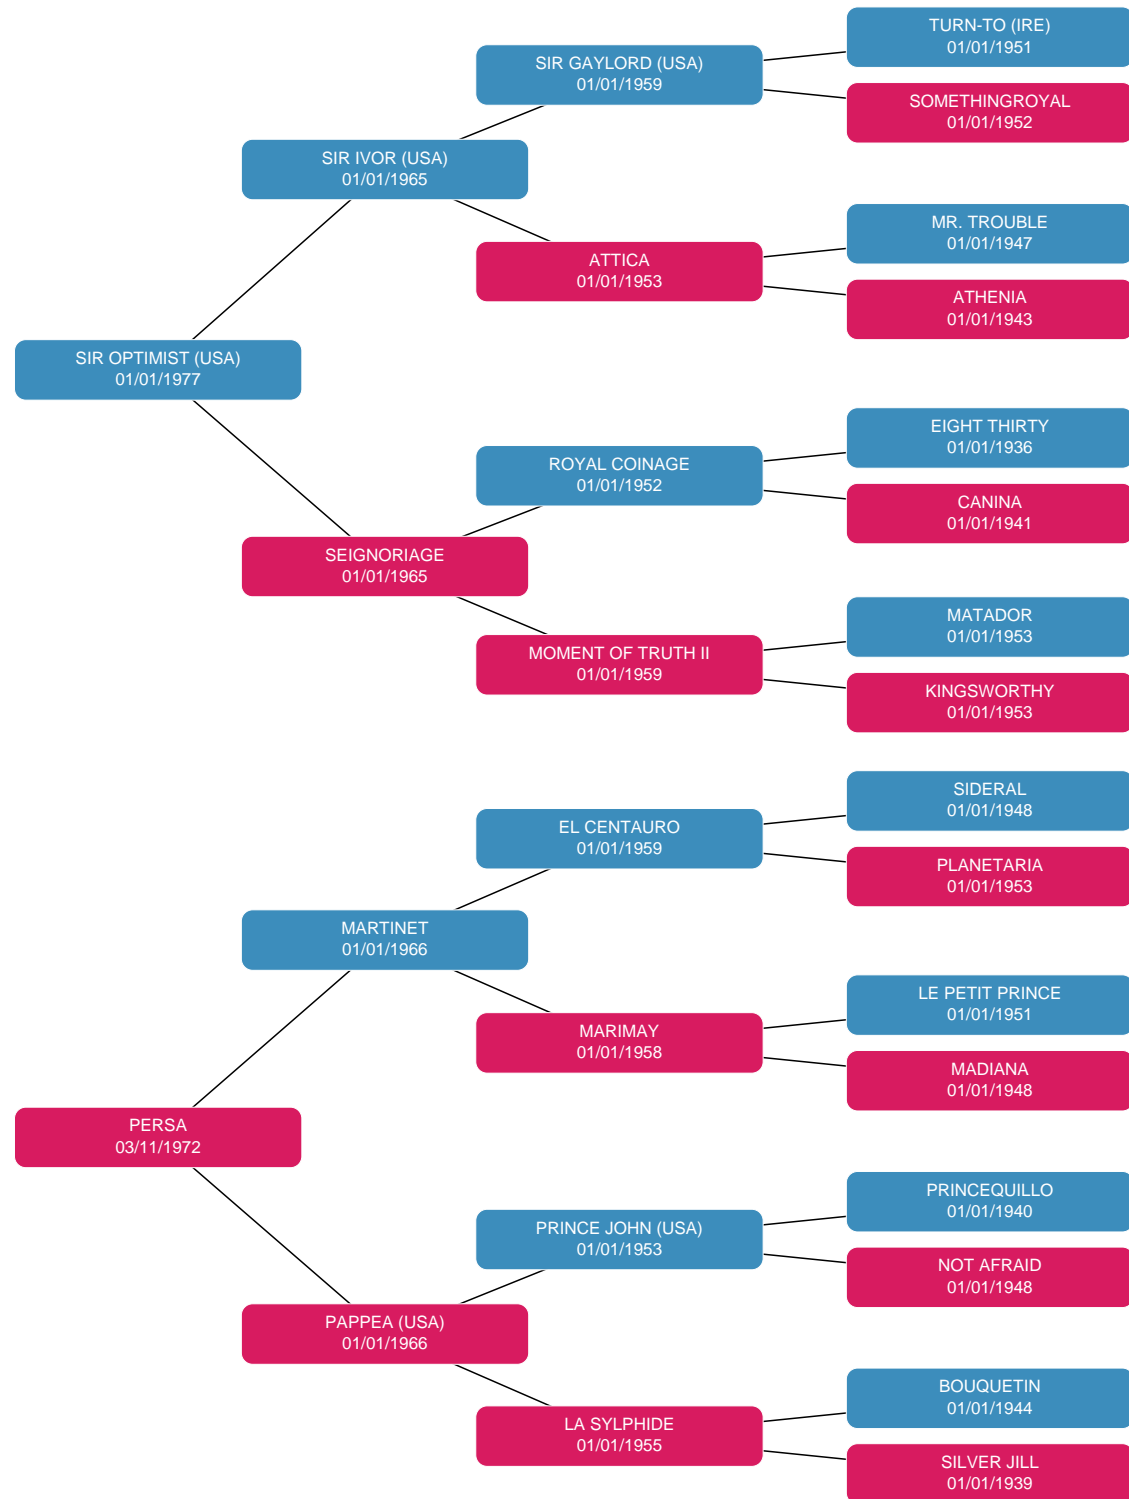 TURN-TO (IRE)
01/01/1951
SIR GAYLORD (USA)
01/01/1959
SOMETHINGROYAL
01/01/1952
SIR IVOR (USA)
01/01/1965
MR. TROUBLE
01/01/1947
ATTICA
01/01/1953
ATHENIA
01/01/1943
SIR OPTIMIST (USA)
01/01/1977
EIGHT THIRTY
01/01/1936
ROYAL COINAGE
01/01/1952
CANINA
01/01/1941
SEIGNORIAGE
01/01/1965
MATADOR
01/01/1953
MOMENT OF TRUTH II
01/01/1959
KINGSWORTHY
01/01/1953
SIDERAL
01/01/1948
EL CENTAURO
01/01/1959
PLANETARIA
01/01/1953
MARTINET
01/01/1966
LE PETIT PRINCE
01/01/1951
MARIMAY
01/01/1958
MADIANA
01/01/1948
PERSA
03/11/1972
PRINCEQUILLO
01/01/1940
PRINCE JOHN (USA)
01/01/1953
NOT AFRAID
01/01/1948
PAPPEA (USA)
01/01/1966
BOUQUETIN
01/01/1944
LA SYLPHIDE
01/01/1955
SILVER JILL
01/01/1939